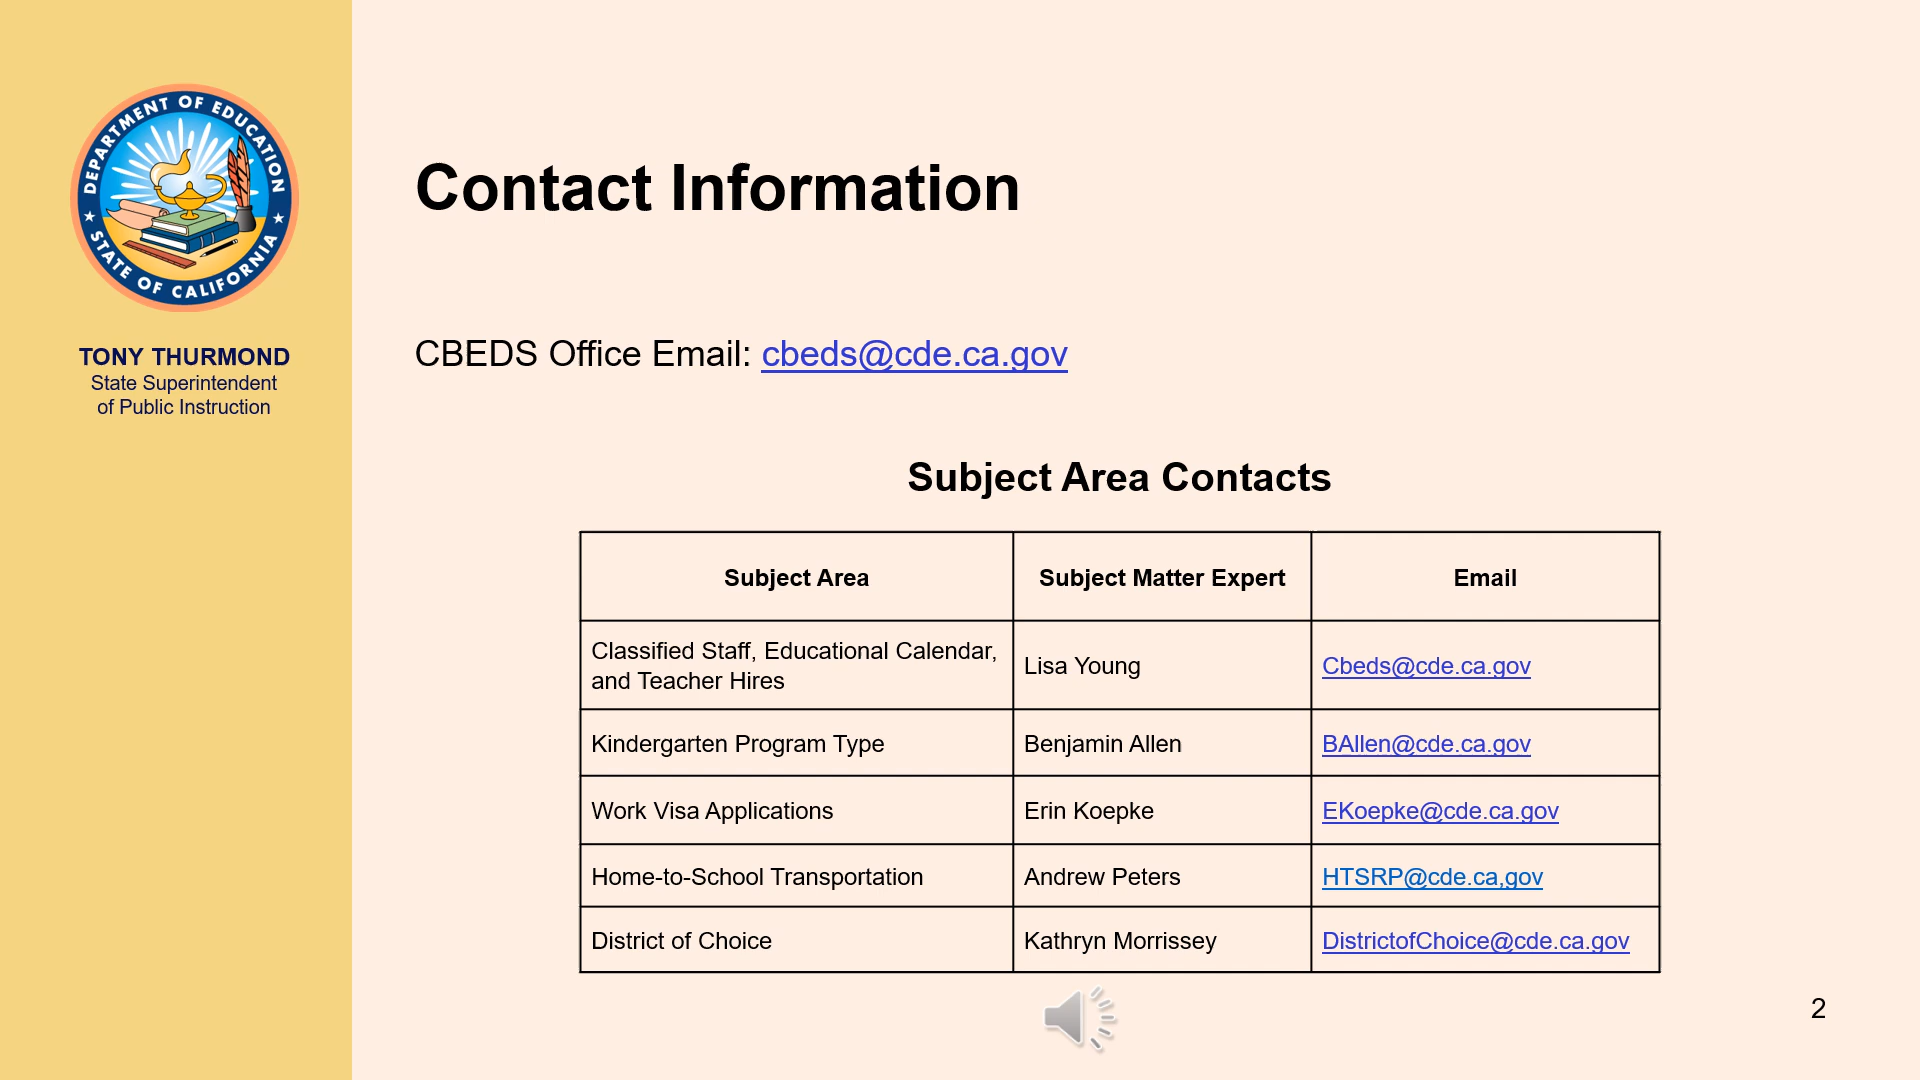 DEPARTMENT OF EDUCATION
STATE OF CALIFORNIA
TONY THURMOND
State Superintendent
of Public Instruction
Contact Information
CBEDS Office Email: cbeds@cde.ca.gov
Subject Area Contacts
Subject Area Subject Matter Expert Email
Classified Staff, Educational Calendar,
and Teacher Hires
Lisa Young
Cbeds@cde.ca.gov
Kindergarten Program Type Benjamin Allen BAllen@cde.ca.gov
Work Visa Applications Erin Koepke EKoepke@cde.ca.gov
Home-to-School Transportation Andrew Peters HTSRP@cde.ca,gov
District of Choice Kathryn Morrissey DistrictofChoice@cde.ca.gov
2